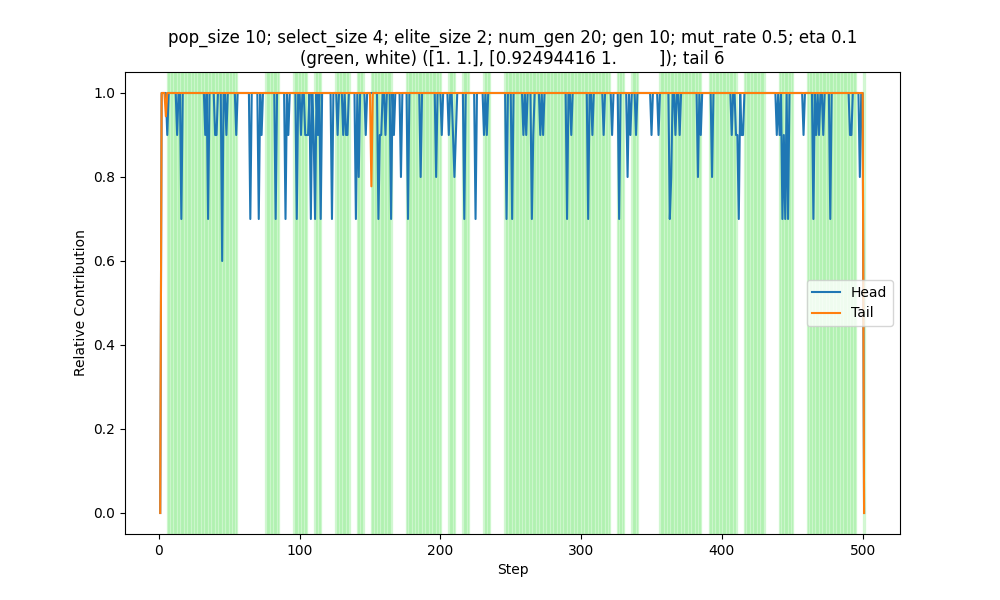 pop_size 10; select_size 4; elite_size 2; num_gen 20; gen 10; mut_rate 0.5; eta 0.1
(green, white) ([1. 1.], [0.92494416 1.         ]); tail 6
1.0
0.8
0.6
0.4
0.2
0.0
Relative Contribution
Head
Tail
0
100
200
300
400
500
Step